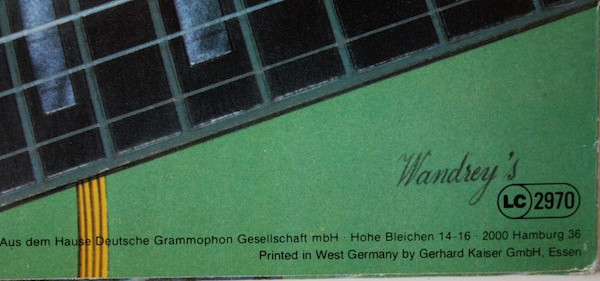 Wandrey's
LC 2970
Aus dem Hause Deutsche Grammophon Gesellschaft mbH · Hohe Bleichen 14-16 · 2000 Hamburg 36
Printed in West Germany by Gerhard Kaiser GmbH, Essen